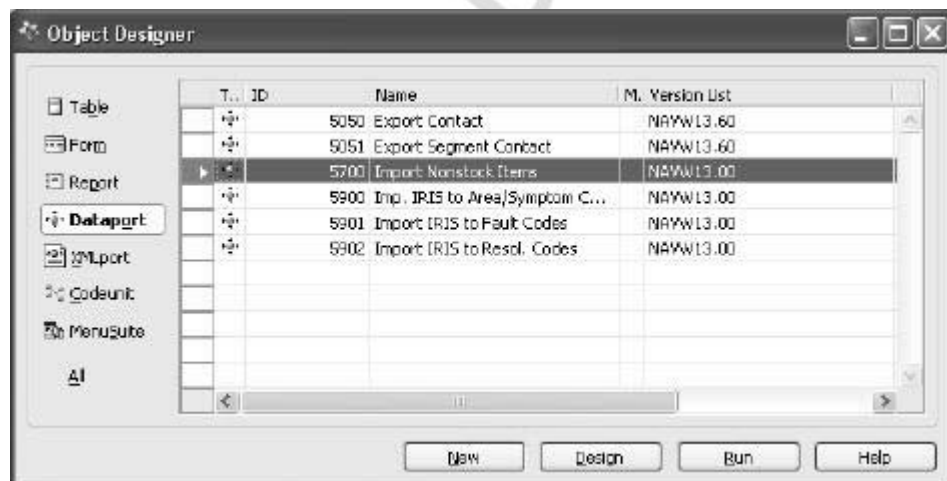 Object Designer
T.. ID Name M. Version List
5050 Export Contact NAVW13.60
5051 Export Segment Contact NAVW13.60
5700 Import Nonstock Items NAVW13.00
5900 Imp. IRIS to Area/Symptom C... NAVW13.00
5901 Import IRIS to Fault Codes NAVW13.00
5902 Import IRIS to Resol. Codes NAVW13.00
Table
Form
Report
Dataport
XMLport
Codeunit
MenuSuite
All
New Design Run Help